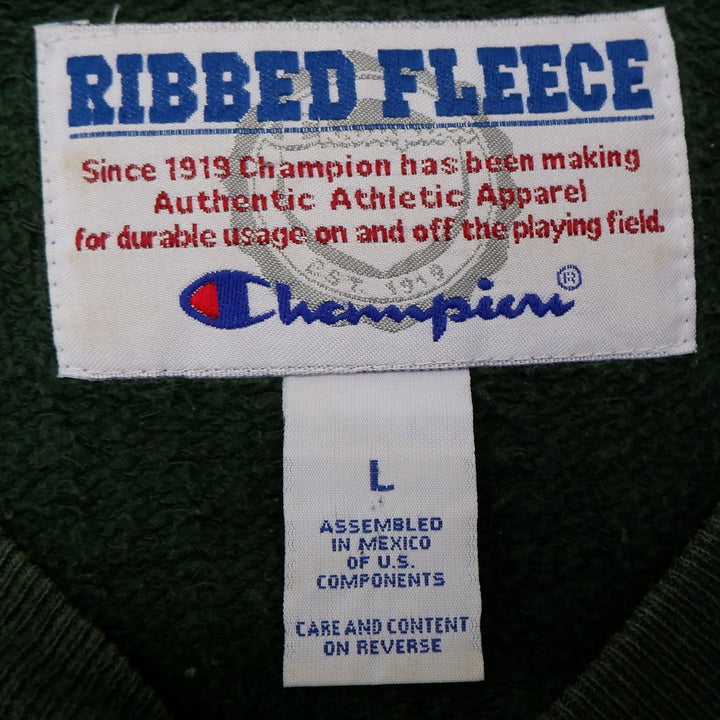 RIBBED FLEECE
Since 1919 Champion has been making
Authentic Athletic Apparel
for durable usage on and off the playing field.
EST. 1919
Champion®
L
ASSEMBLED
IN MEXICO
OF U.S.
COMPONENTS
CARE AND CONTENT
ON REVERSE